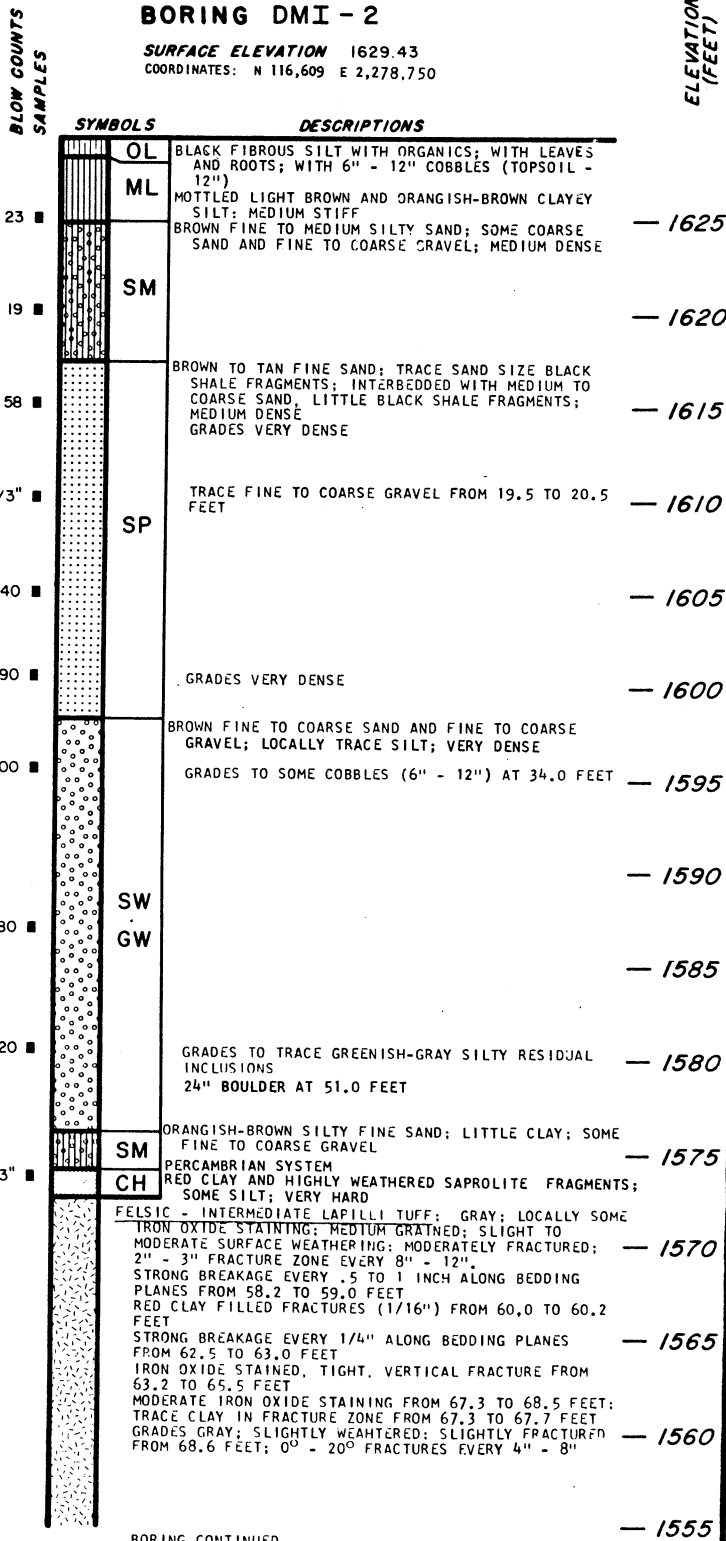 BORING DMI-2
SURFACE ELEVATION 1629.43
COORDINATES: N 116,609 E 2,278,750
BLOW COUNTS
SAMPLES
SYMBOLS
DESCRIPTIONS
ELEVATION
(FEET)
OL
BLACK FIBROUS SILT WITH ORGANICS; WITH LEAVES
AND ROOTS; WITH 6" - 12" COBBLES (TOPSOIL -
12")
ML
MOTTLED LIGHT BROWN AND ORANGISH-BROWN CLAYEY
SILT: MEDIUM STIFF
23
1625
BROWN FINE TO MEDIUM SILTY SAND; SOME COARSE
SAND AND FINE TO COARSE GRAVEL; MEDIUM DENSE
SM
19
1620
BROWN TO TAN FINE SAND; TRACE SAND SIZE BLACK
SHALE FRAGMENTS; INTERBEDDED WITH MEDIUM TO
COARSE SAND, LITTLE BLACK SHALE FRAGMENTS;
MEDIUM DENSE
GRADES VERY DENSE
58
1615
/3"
TRACE FINE TO COARSE GRAVEL FROM 19.5 TO 20.5
FEET
1610
SP
40
1605
90
GRADES VERY DENSE
1600
BROWN FINE TO COARSE SAND AND FINE TO COARSE
GRAVEL; LOCALLY TRACE SILT; VERY DENSE
00
GRADES TO SOME COBBLES (6" - 12") AT 34.0 FEET
1595
1590
SW
GW
80
1585
20
GRADES TO TRACE GREENISH-GRAY SILTY RESIDUAL
INCLUSIONS
24" BOULDER AT 51.0 FEET
1580
ORANGISH-BROWN SILTY FINE SAND; LITTLE CLAY; SOME
FINE TO COARSE GRAVEL
SM
1575
PERCAMBRIAN SYSTEM
3"
CH
RED CLAY AND HIGHLY WEATHERED SAPROLITE FRAGMENTS;
SOME SILT; VERY HARD
FELSIC - INTERMEDIATE LAPILLI TUFF; GRAY; LOCALLY SOME
IRON OXIDE STAINING; MEDIUM GRAINED; SLIGHT TO
MODERATE SURFACE WEATHERING; MODERATELY FRACTURED;
2" - 3" FRACTURE ZONE EVERY 8" - 12".
1570
STRONG BREAKAGE EVERY .5 TO 1 INCH ALONG BEDDING
PLANES FROM 58.2 TO 59.0 FEET
RED CLAY FILLED FRACTURES (1/16") FROM 60.0 TO 60.2
FEET
STRONG BREAKAGE EVERY 1/4" ALONG BEDDING PLANES
FROM 62.5 TO 63.0 FEET
1565
IRON OXIDE STAINED, TIGHT, VERTICAL FRACTURE FROM
63.2 TO 65.5 FEET
MODERATE IRON OXIDE STAINING FROM 67.3 TO 68.5 FEET;
TRACE CLAY IN FRACTURE ZONE FROM 67.3 TO 67.7 FEET
GRADES GRAY; SLIGHTLY WEAHTERED; SLIGHTLY FRACTURED
FROM 68.6 FEET; 0° - 20° FRACTURES EVERY 4" - 8"
1560
1555
BORING CONTINUED